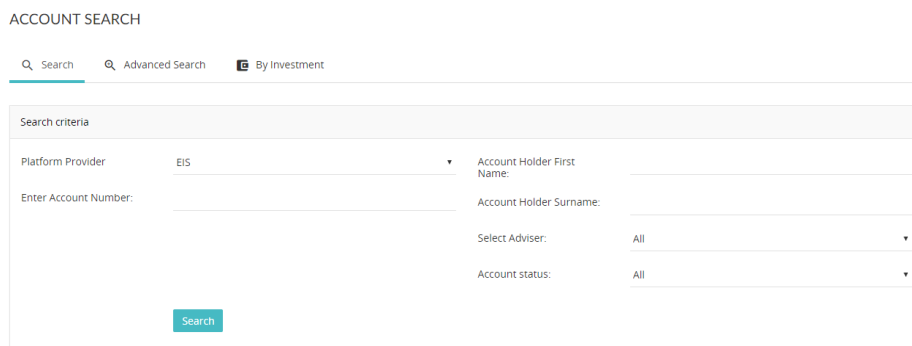 ACCOUNT SEARCH
Search
Advanced Search
By Investment
Search criteria
Platform Provider
EIS
Enter Account Number:
Account Holder First
Name:
Account Holder Surname:
Select Adviser:
All
Account status:
All
Search